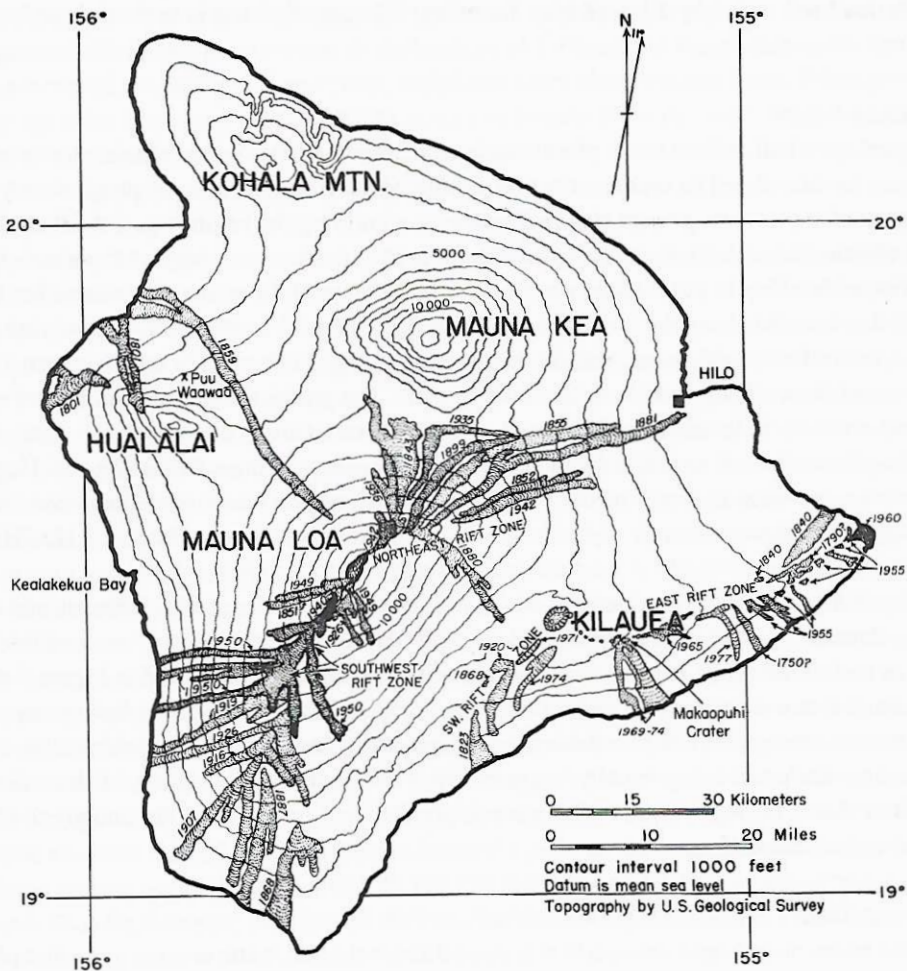 156°
155°
N
11°
KOHALA MTN.
20°
20°
5000
10 000
MAUNA KEA
1859
1801
Puu
Waawaa
1801
HILO
HUALALAI
1935
1855
1881
1899
1852
1942
NORTHEAST RIFT ZONE
MAUNA LOA
1880
1960
1840
1790?
1840
1955
Kealakekua Bay
1949
1851
10 000
EAST RIFT ZONE
KILAUEA
1955
1950
1920
1971
1965
1977
1750?
SOUTHWEST
RIFT ZONE
1868
1974
SW. RIFT ZONE
1950
1919
1950
1926
1916
1823
Makaopuhi
Crater
1969-74
1887
1907
1868
0 15 30 Kilometers
0 10 20 Miles
Contour interval 1000 feet
Datum is mean sea level
Topography by U.S. Geological Survey
19°
19°
156°
155°